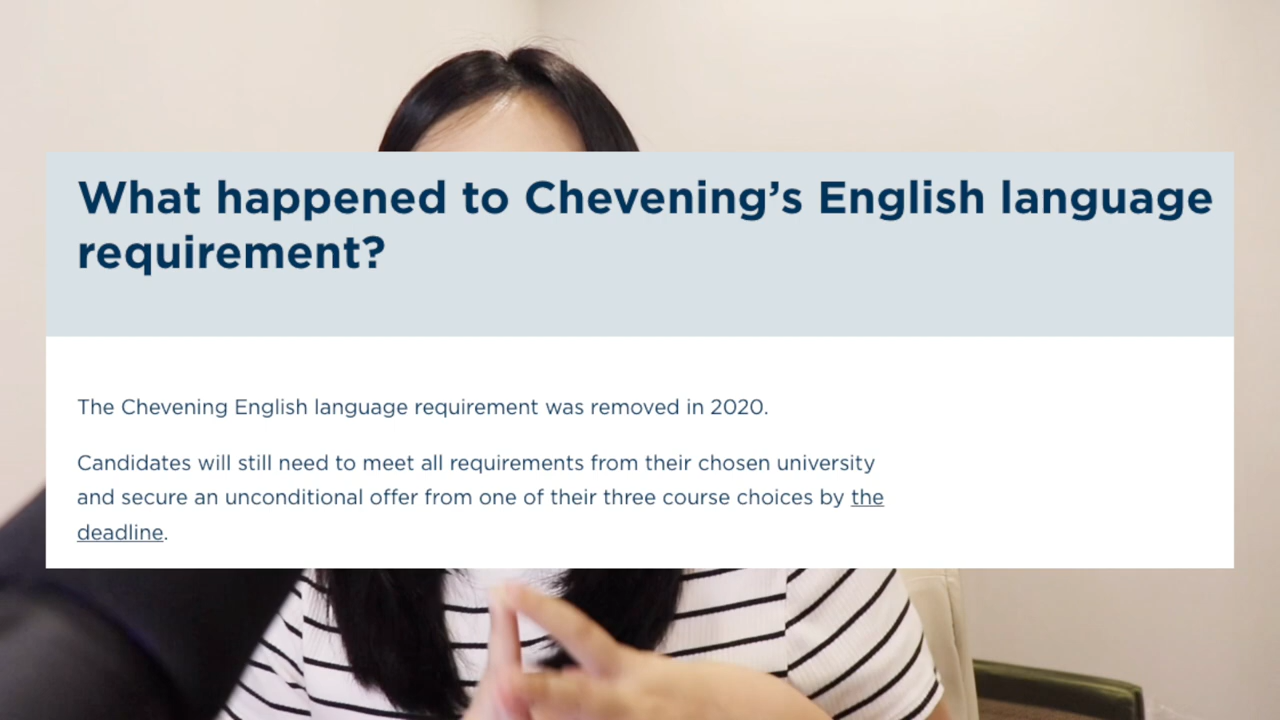 What happened to Chevening’s English language
requirement?
The Chevening English language requirement was removed in 2020.
Candidates will still need to meet all requirements from their chosen university
and secure an unconditional offer from one of their three course choices by the
deadline.